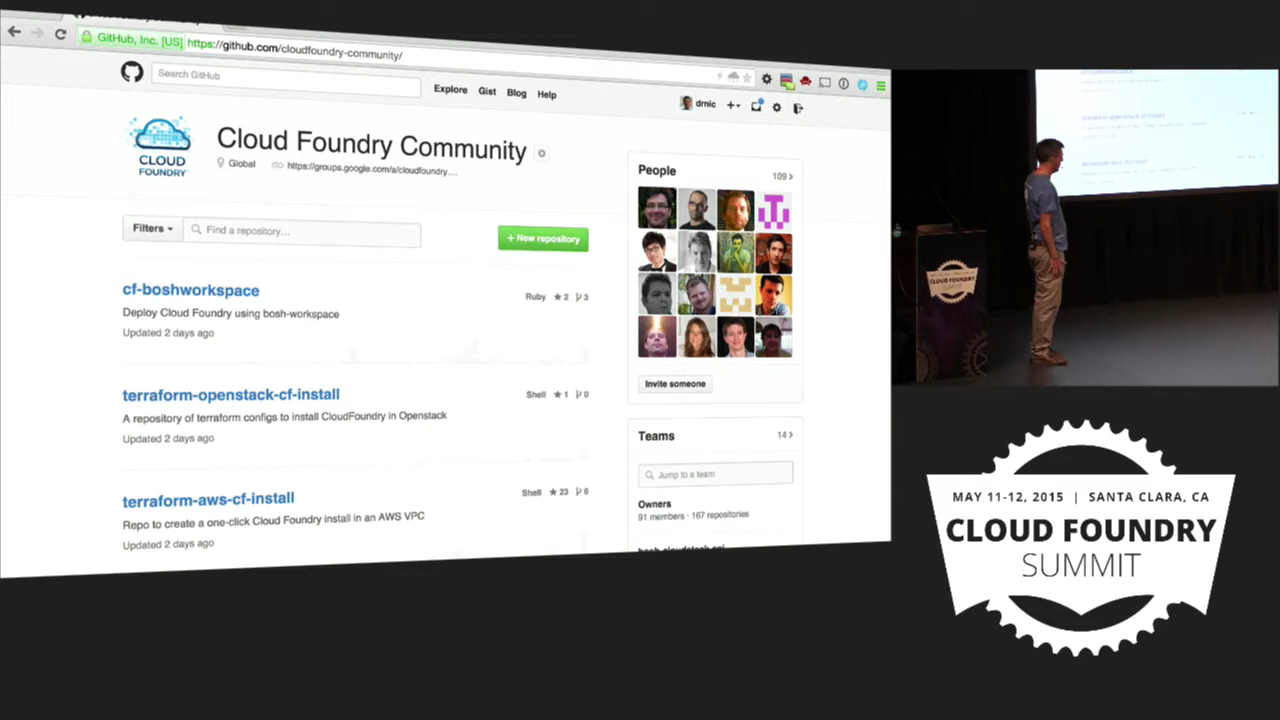 GitHub, Inc. [US] https://github.com/cloudfoundry-community/
Search GitHub
Explore Gist Blog Help
drnic
Cloud Foundry Community
Global https://groups.google.com/a/cloudfoundry....
CLOUD
FOUNDRY
Filters
Find a repository...
+ New repository
cf-boshworkspace
Ruby 2 3
Deploy Cloud Foundry using bosh-workspace
Updated 2 days ago
terraform-openstack-cf-install
Shell 1 0
A repository of terraform configs to install CloudFoundry in Openstack
Updated 2 days ago
terraform-aws-cf-install
Shell 23 6
Repo to create a one-click Cloud Foundry install in an AWS VPC
Updated 2 days ago
People 109 >
Invite someone
Teams 14 >
Jump to a team
Owners
91 members · 167 repositories
CLOUD FOUNDRY
SUMMIT
MAY 11-12, 2015 | SANTA CLARA, CA
CLOUD FOUNDRY
SUMMIT